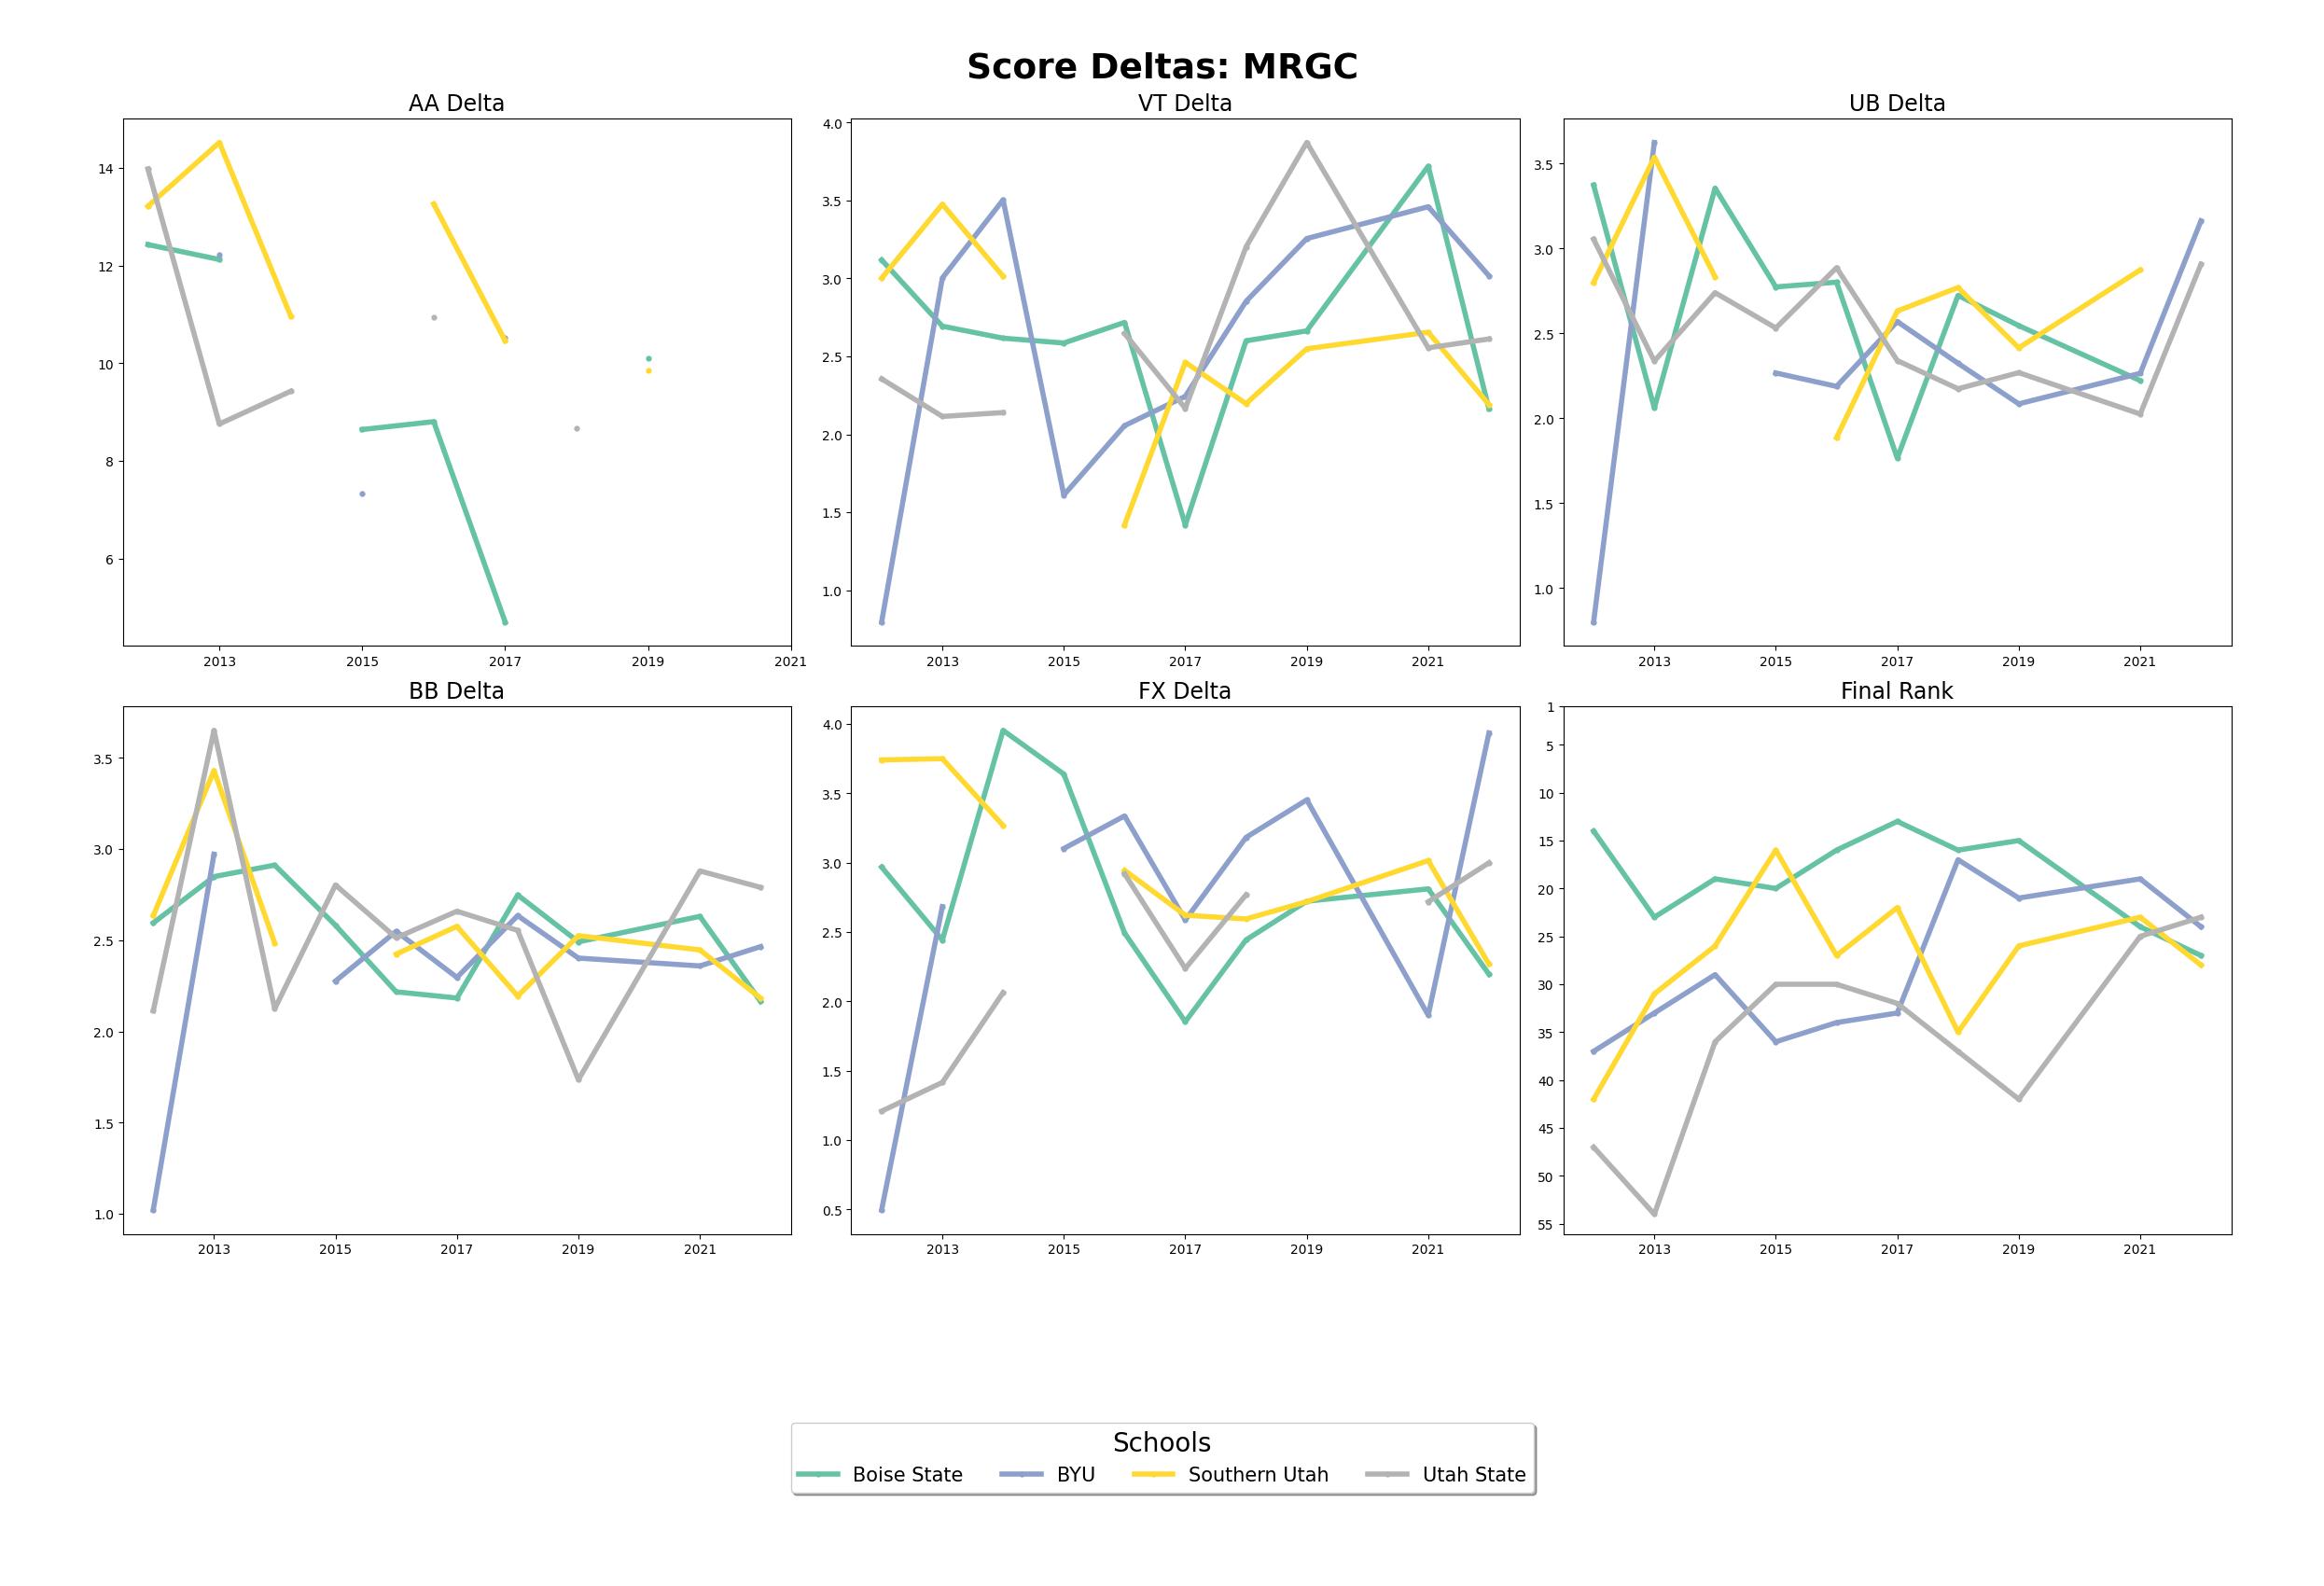 Score Deltas: MRGC
AA Delta
14
12
10
8
6
2013 2015 2017 2019 2021
VT Delta
4.0
3.5
3.0
2.5
2.0
1.5
1.0
2013 2015 2017 2019 2021
UB Delta
3.5
3.0
2.5
2.0
1.5
1.0
2013 2015 2017 2019 2021
BB Delta
3.5
3.0
2.5
2.0
1.5
1.0
2013 2015 2017 2019 2021
FX Delta
4.0
3.5
3.0
2.5
2.0
1.5
1.0
0.5
2013 2015 2017 2019 2021
Final Rank
1
5
10
15
20
25
30
35
40
45
50
55
2013 2015 2017 2019 2021
Schools
Boise State BYU Southern Utah Utah State